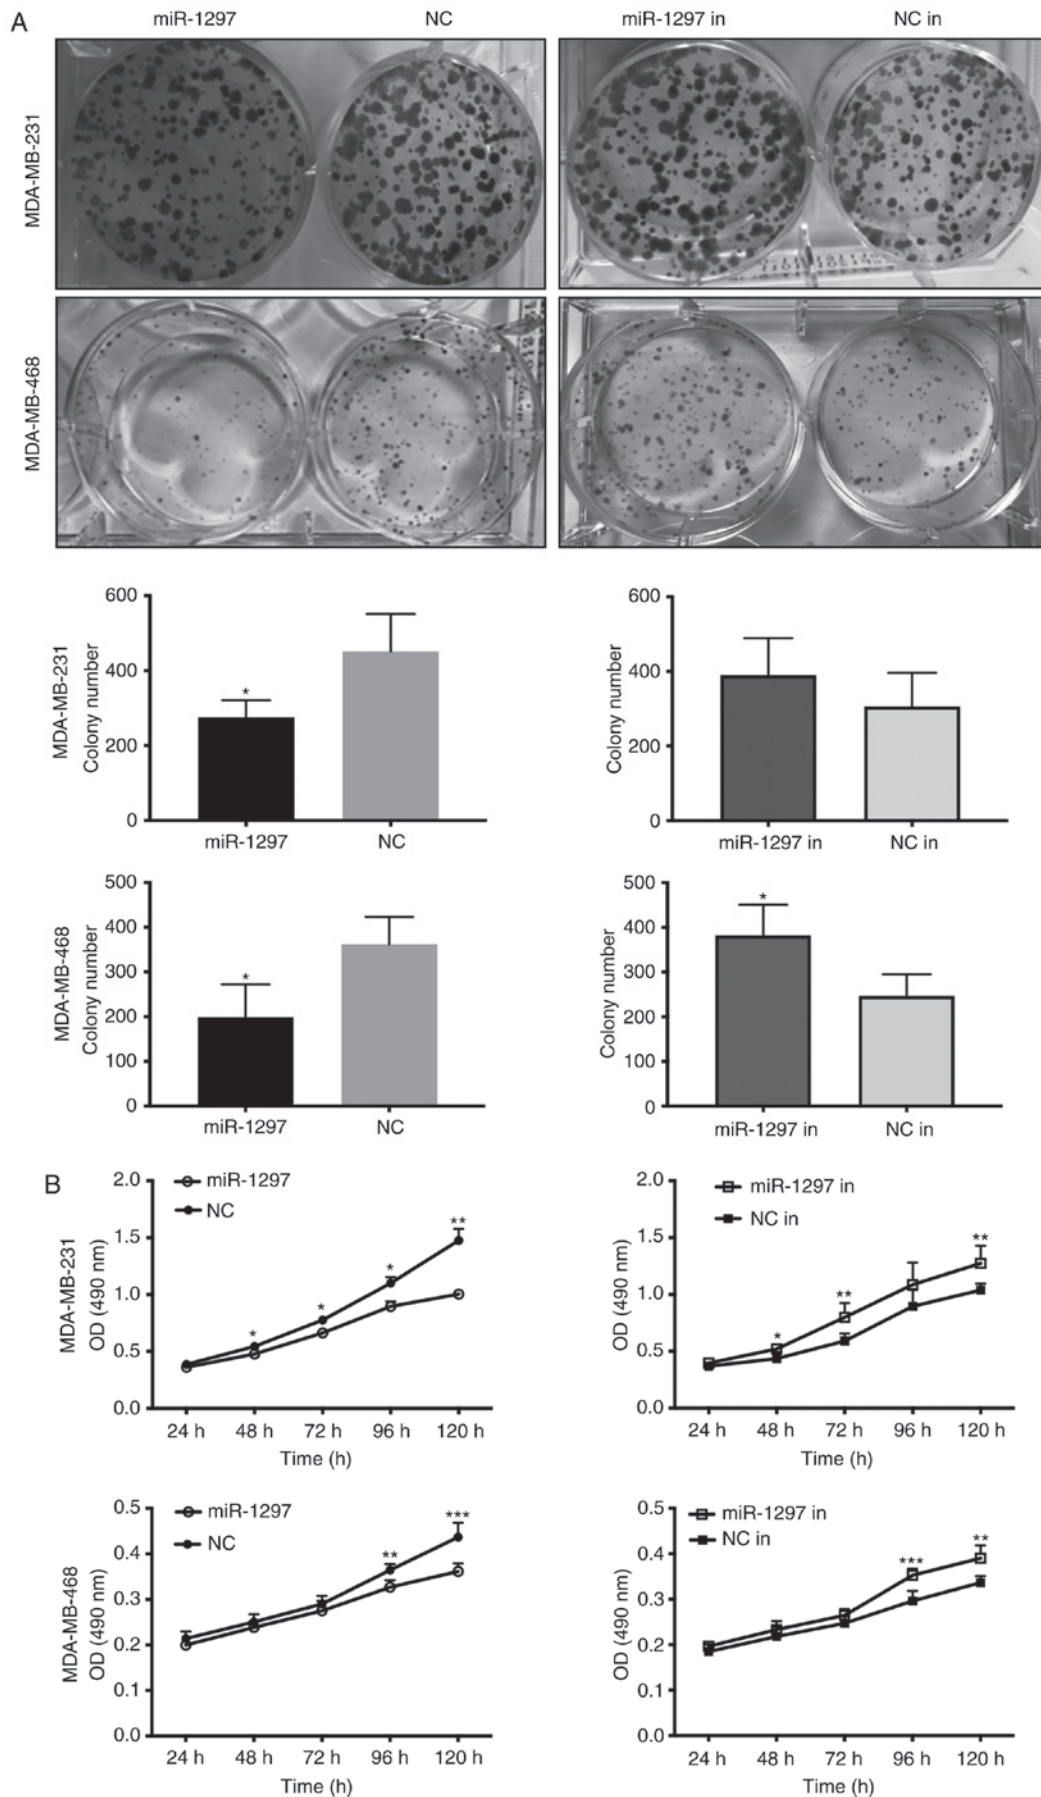 A
miR-1297 NC miR-1297 in NC in
MDA-MB-231
MDA-MB-468
MDA-MB-231
Colony number
600
400
200
0
*
miR-1297 NC
Colony number
600
400
200
0
miR-1297 in NC in
MDA-MB-468
Colony number
500
400
300
200
100
0
*
miR-1297 NC
Colony number
500
400
300
200
100
0
*
miR-1297 in NC in
B
MDA-MB-231
OD (490 nm)
2.0
1.5
1.0
0.5
0.0
miR-1297
NC
* * * **
24 h 48 h 72 h 96 h 120 h
Time (h)
OD (490 nm)
2.0
1.5
1.0
0.5
0.0
miR-1297 in
NC in
* ** **
24 h 48 h 72 h 96 h 120 h
Time (h)
MDA-MB-468
OD (490 nm)
0.5
0.4
0.3
0.2
0.1
0.0
miR-1297
NC
** ***
24 h 48 h 72 h 96 h 120 h
Time (h)
OD (490 nm)
0.5
0.4
0.3
0.2
0.1
0.0
miR-1297 in
NC in
*** **
24 h 48 h 72 h 96 h 120 h
Time (h)